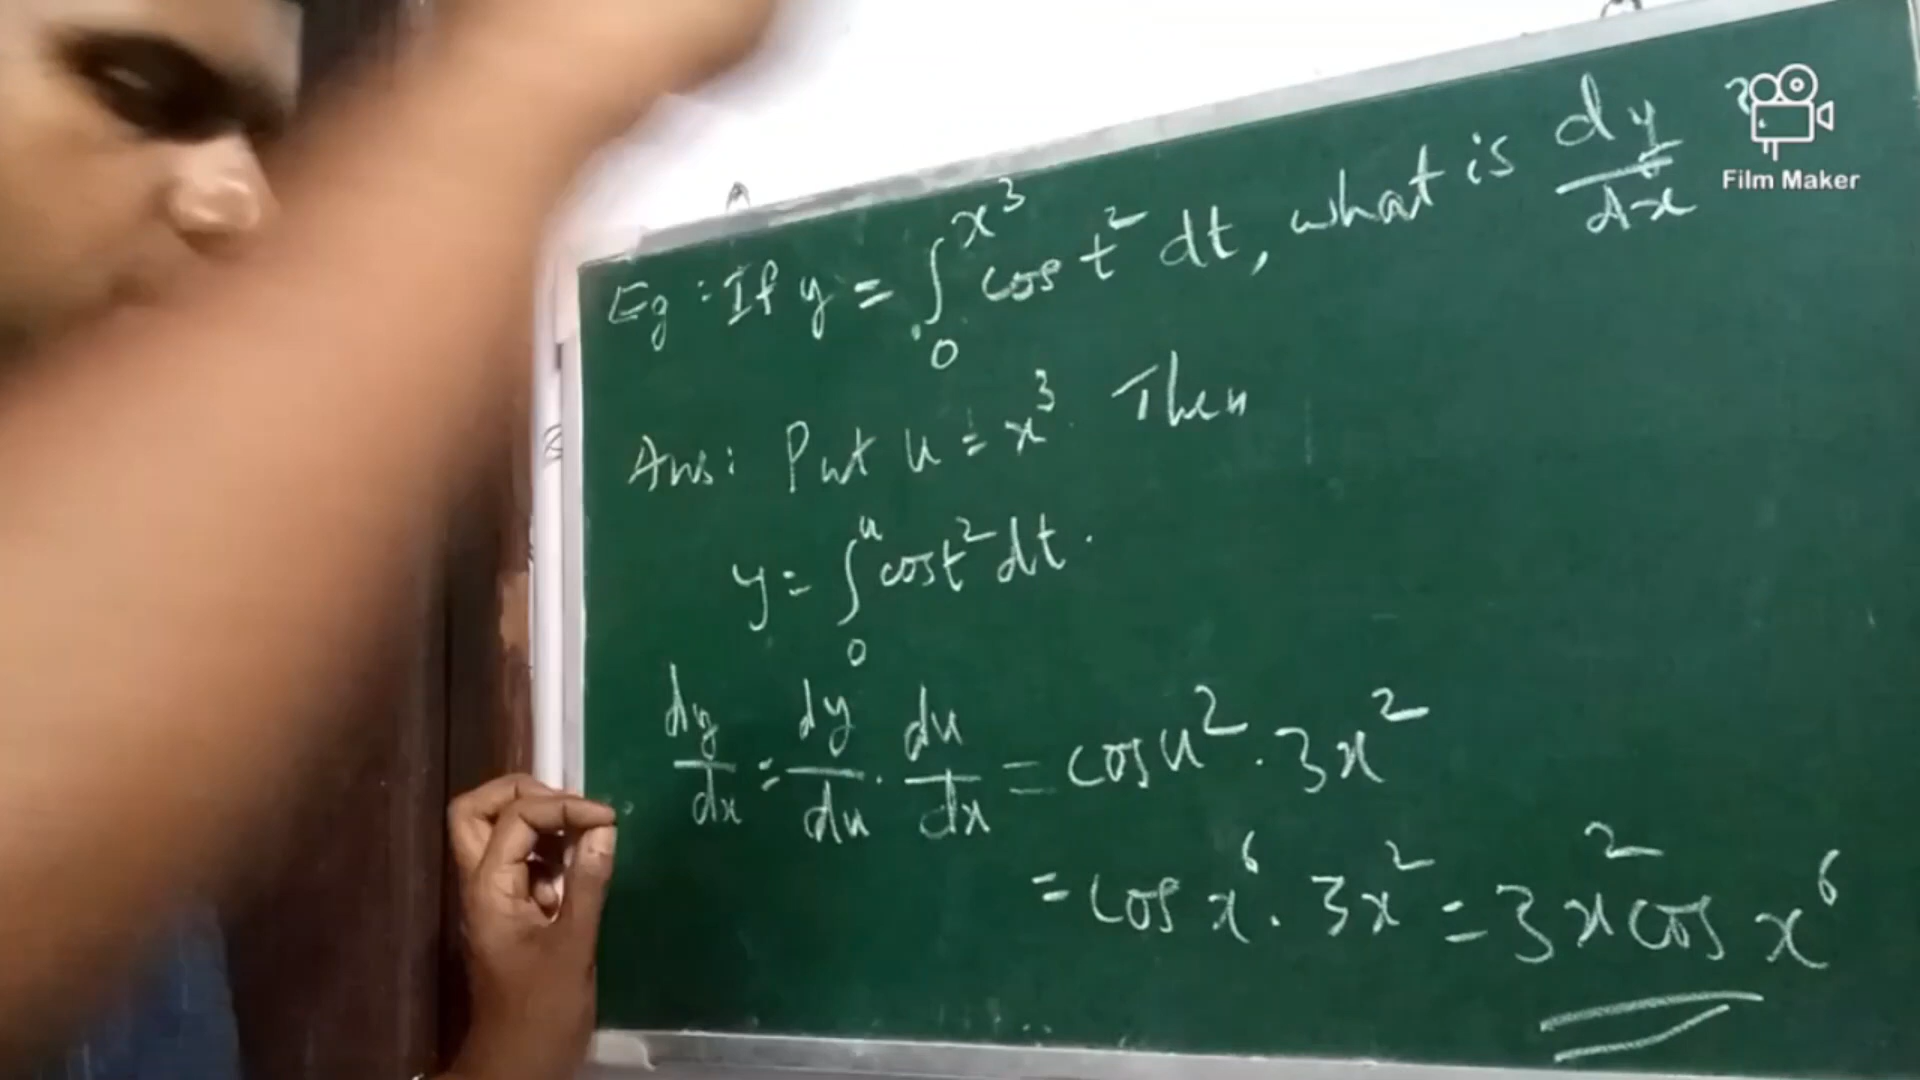 Eg: If y = ∫₀^x³ cos t² dt, what is dy/dx ?
Film Maker
Ans: Put u = x³. Then
y = ∫₀^u cos t² dt.
dy/dx = dy/du · du/dx = cos u² · 3x²
= cos x⁶ · 3x² = 3x² cos x⁶